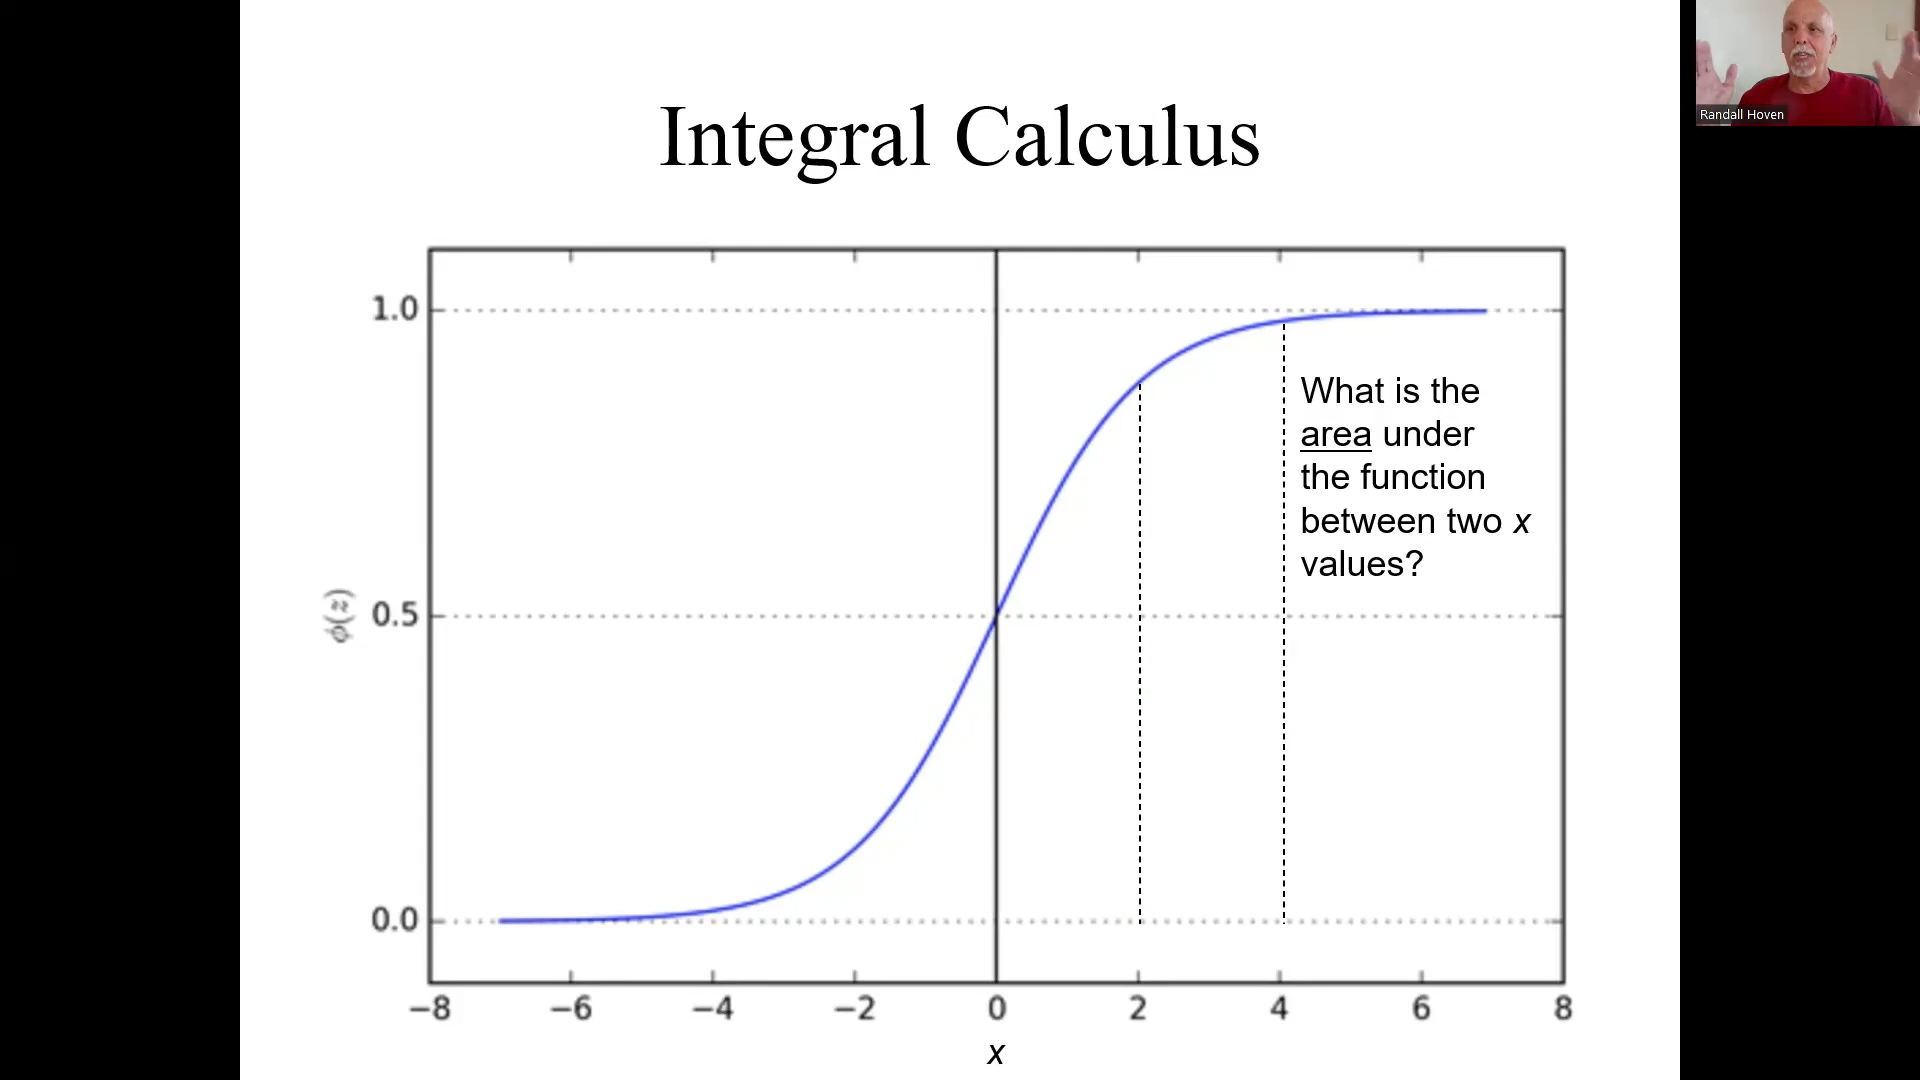 Randall Hoven
Integral Calculus
1.0
What is the
area under
the function
between two x
values?
ϕ(z)
0.5
0.0
−8 −6 −4 −2 0 2 4 6 8
x